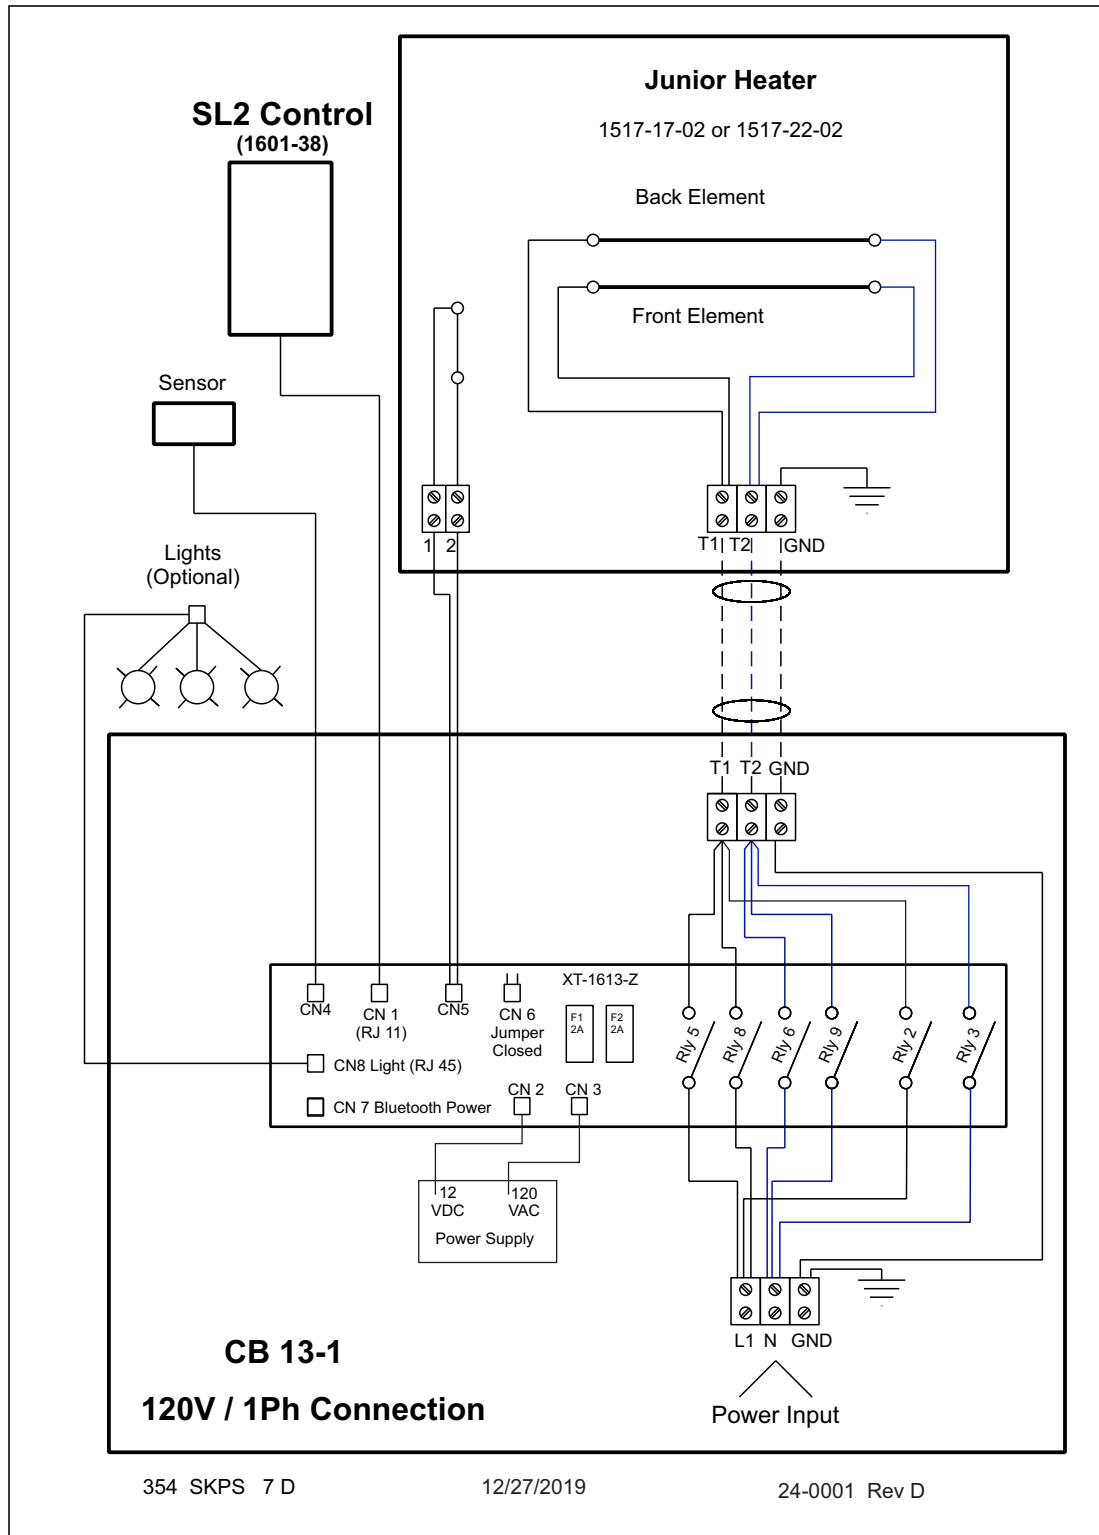 Junior Heater
1517-17-02 or 1517-22-02
SL2 Control
(1601-38)
Back Element
Front Element
Sensor
1 2
T1 T2 GND
Lights
(Optional)
T1 T2 GND
XT-1613-Z
CN4
CN 1
(RJ 11)
CN5
CN 6
Jumper
Closed
F1
2A
F2
2A
Rly 5
Rly 8
Rly 6
Rly 9
Rly 2
Rly 3
CN8 Light (RJ 45)
CN 7 Bluetooth Power
CN 2
CN 3
12
VDC
120
VAC
Power Supply
L1 N GND
Power Input
CB 13-1
120V / 1Ph Connection
354 SKPS 7 D
12/27/2019
24-0001 Rev D